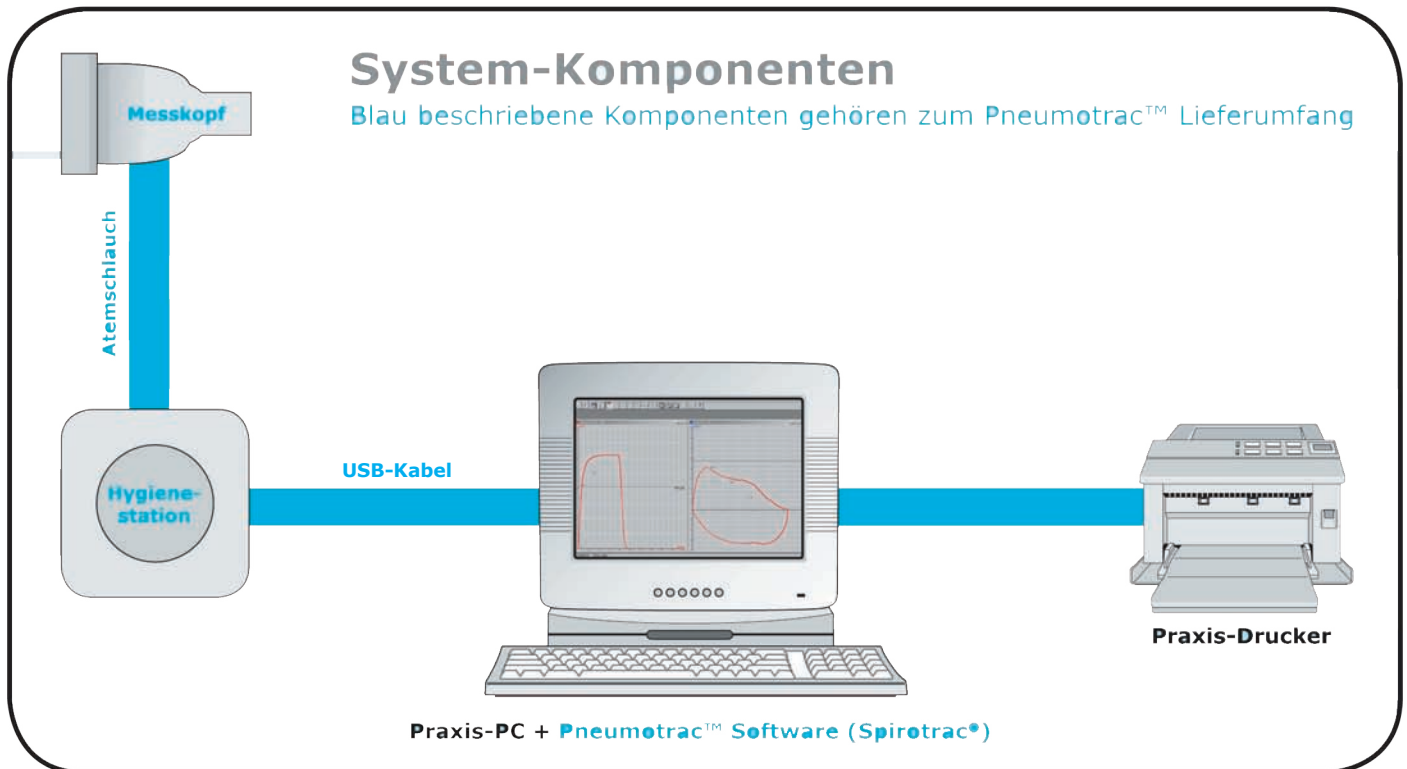 System-Komponenten
Blau beschriebene Komponenten gehören zum Pneumotrac™ Lieferumfang
Messkopf
Atemschlauch
Hygiene-
station
USB-Kabel
Praxis-Drucker
Praxis-PC + Pneumotrac™ Software (Spirotrac®)